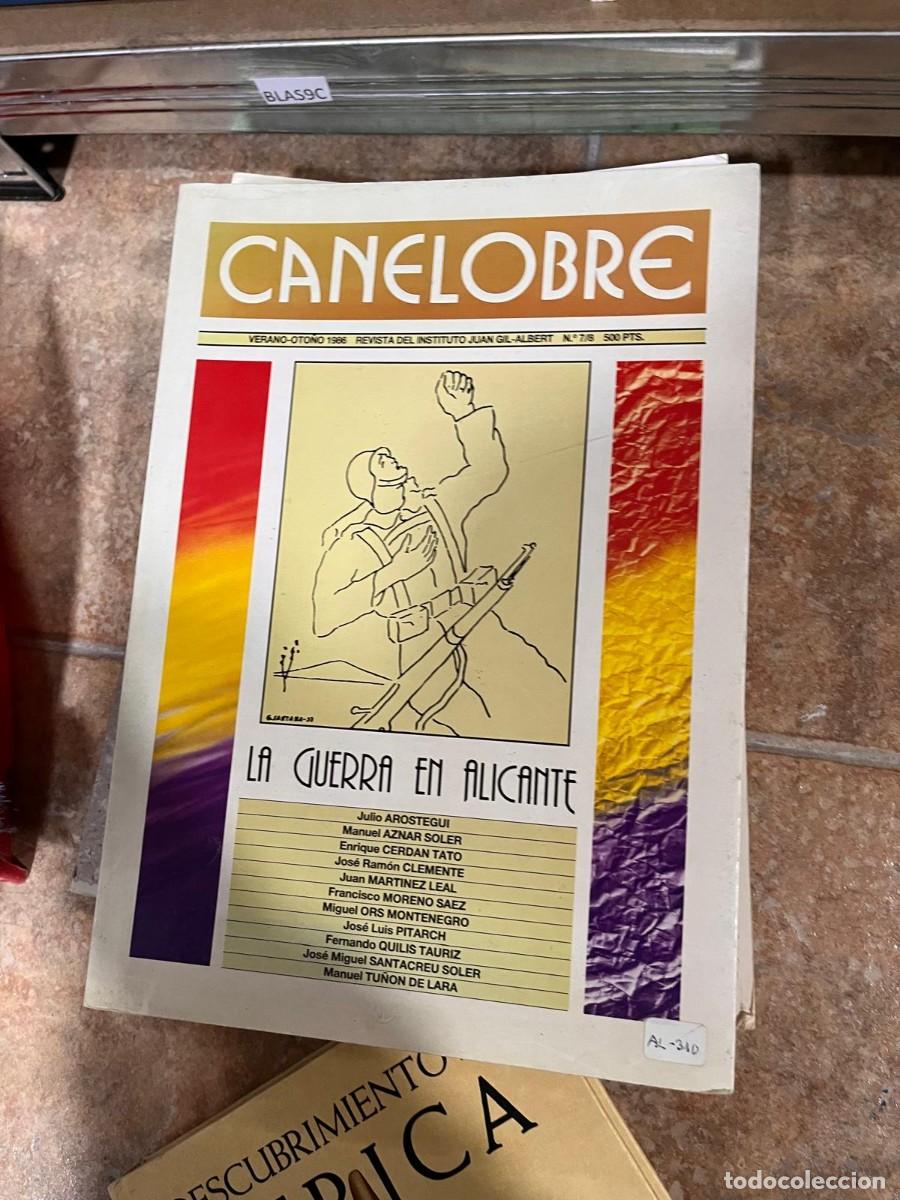 BLAS9C
CANELOBRE
VERANO-OTOÑO 1986 REVISTA DEL INSTITUTO JUAN GIL-ALBERT N.º 7/8 500 PTS.
G. SANTANA-37
LA GUERRA EN ALICANTE
Julio AROSTEGUI
Manuel AZNAR SOLER
Enrique CERDAN TATO
José Ramón CLEMENTE
Juan MARTINEZ LEAL
Francisco MORENO SAEZ
Miguel ORS MONTENEGRO
José Luis PITARCH
Fernando QUILIS TAURIZ
José Miguel SANTACREU SOLER
Manuel TUÑON DE LARA
AL-310
DESCUBRIMIENTO
RICA
todocoleccion